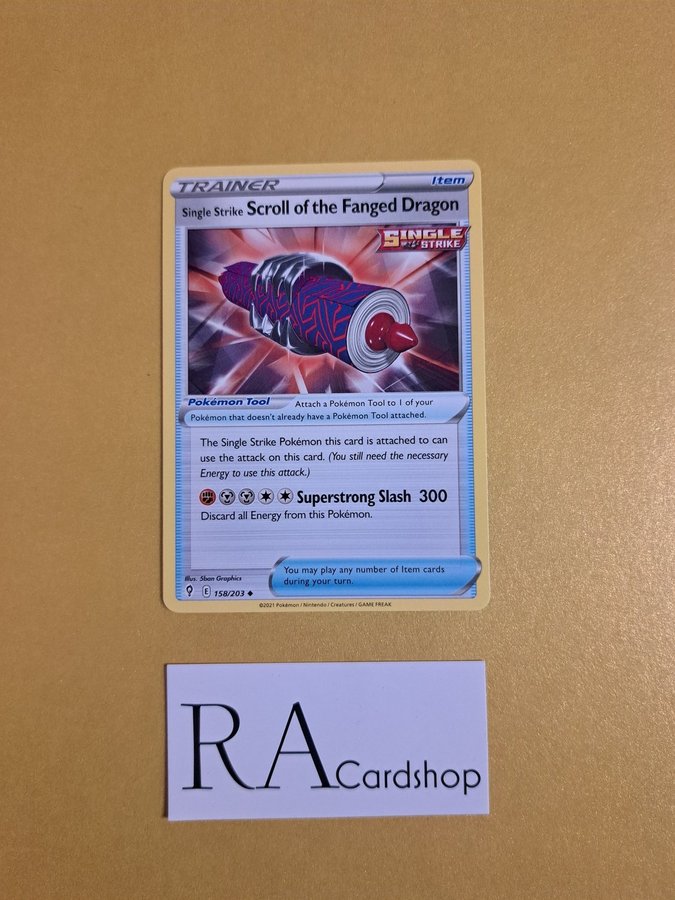 TRAINER Item
Single Strike Scroll of the Fanged Dragon
SINGLE
STRIKE
Pokémon Tool Attach a Pokémon Tool to 1 of your
Pokémon that doesn't already have a Pokémon Tool attached.
The Single Strike Pokémon this card is attached to can
use the attack on this card. (You still need the necessary
Energy to use this attack.)
Superstrong Slash 300
Discard all Energy from this Pokémon.
You may play any number of Item cards
during your turn.
Illus. 5ban Graphics
E 158/203
©2021 Pokémon / Nintendo / Creatures / GAME FREAK
RA Cardshop